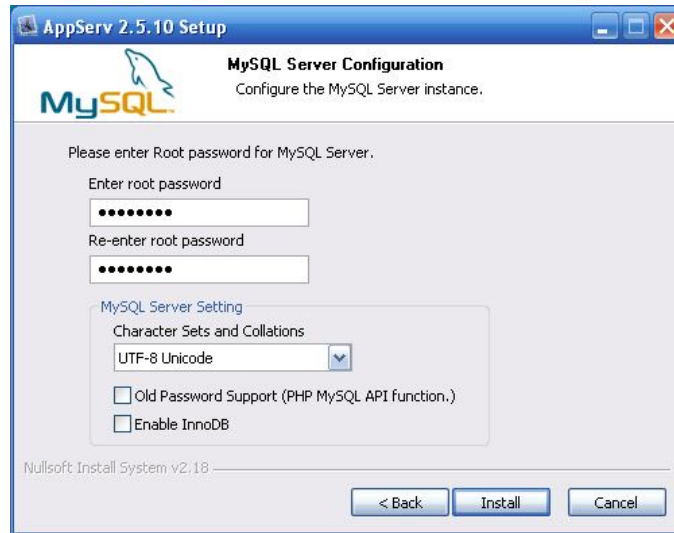 AppServ 2.5.10 Setup
MySQL
MySQL Server Configuration
Configure the MySQL Server instance.
Please enter Root password for MySQL Server.
Enter root password
••••••••
Re-enter root password
••••••••
MySQL Server Setting
Character Sets and Collations
UTF-8 Unicode
Old Password Support (PHP MySQL API function.)
Enable InnoDB
Nullsoft Install System v2.18
< Back Install Cancel